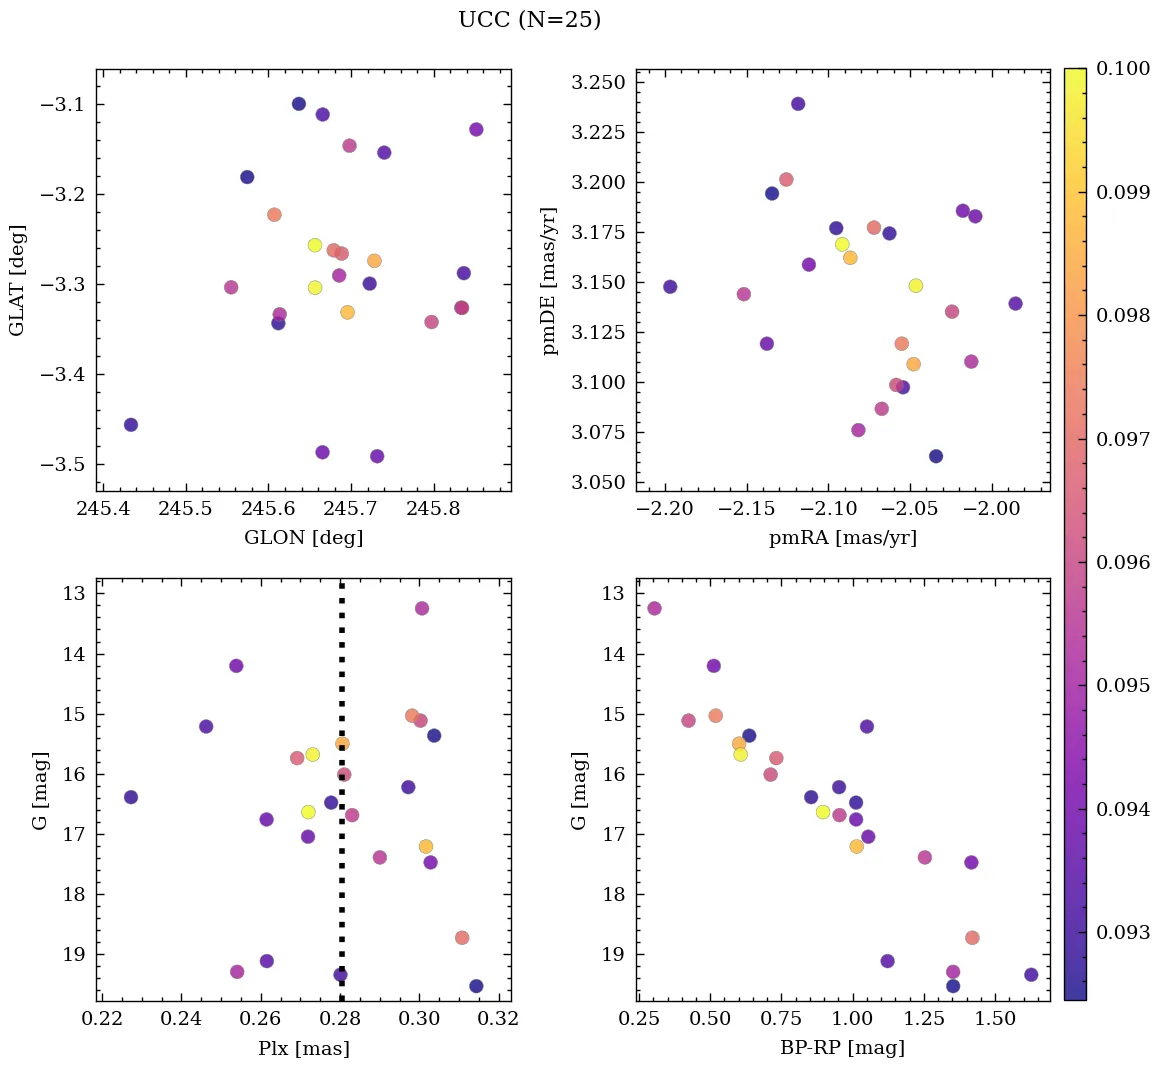 UCC (N=25)
−3.1
−3.2
−3.3
−3.4
−3.5
GLAT [deg]
245.4 245.5 245.6 245.7 245.8
GLON [deg]
3.250
3.225
3.200
3.175
3.150
3.125
3.100
3.075
3.050
pmDE [mas/yr]
−2.20 −2.15 −2.10 −2.05 −2.00
pmRA [mas/yr]
13
14
15
16
17
18
19
G [mag]
0.22 0.24 0.26 0.28 0.30 0.32
Plx [mas]
13
14
15
16
17
18
19
G [mag]
0.25 0.50 0.75 1.00 1.25 1.50
BP-RP [mag]
0.100
0.099
0.098
0.097
0.096
0.095
0.094
0.093